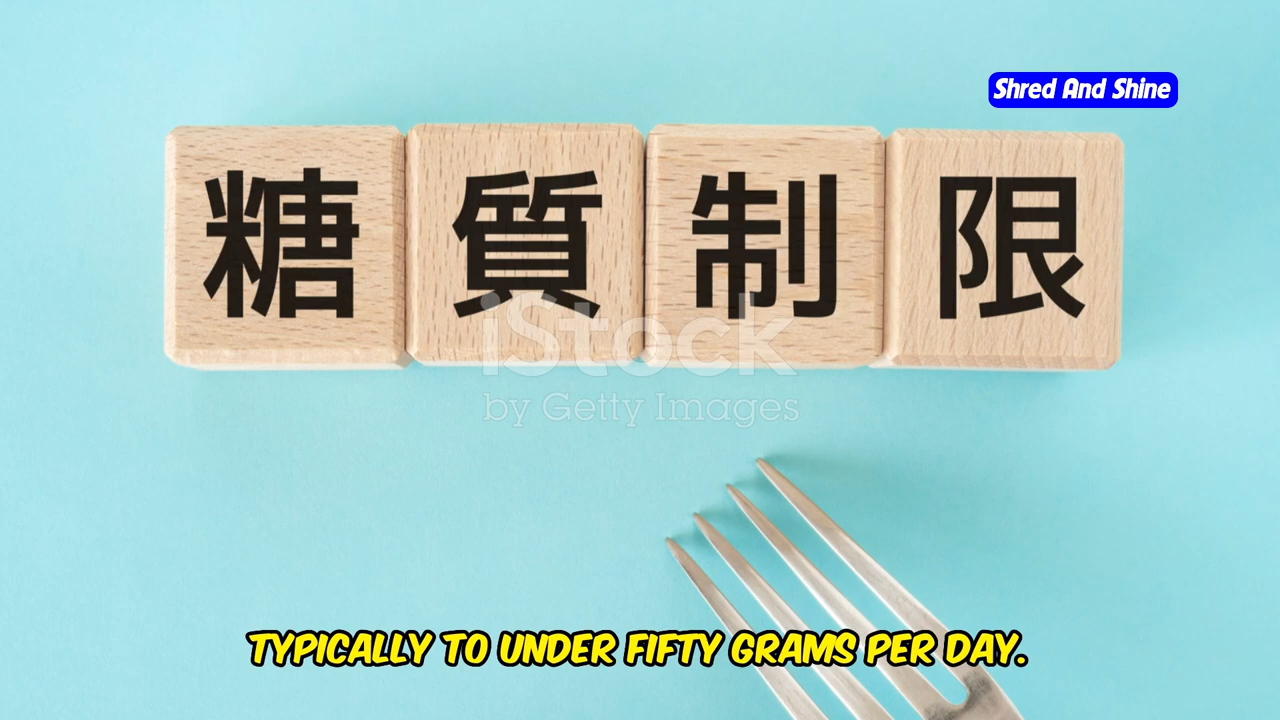 Shred And Shine
糖質制限
iStock
by Getty Images
TYPICALLY TO UNDER FIFTY GRAMS PER DAY.